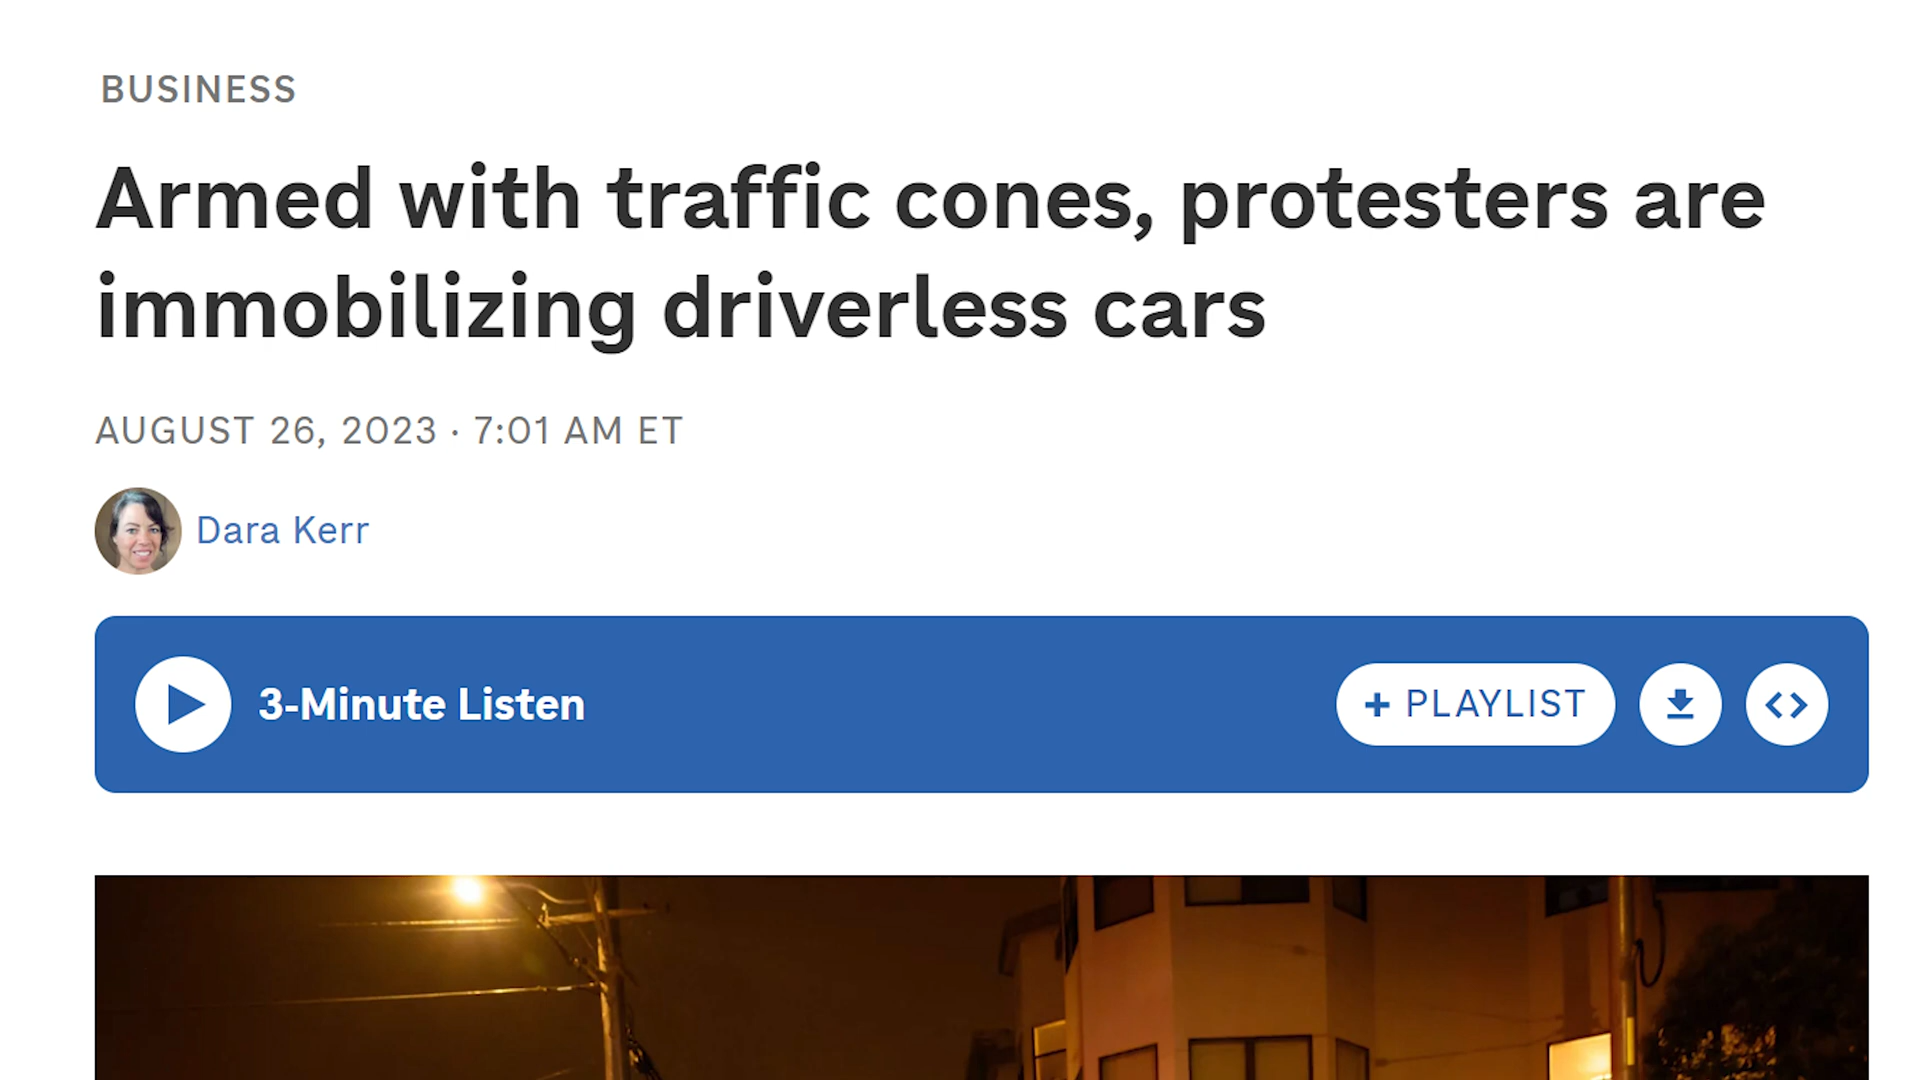 BUSINESS
Armed with traffic cones, protesters are
immobilizing driverless cars
AUGUST 26, 2023 · 7:01 AM ET
Dara Kerr
3-Minute Listen
+ PLAYLIST